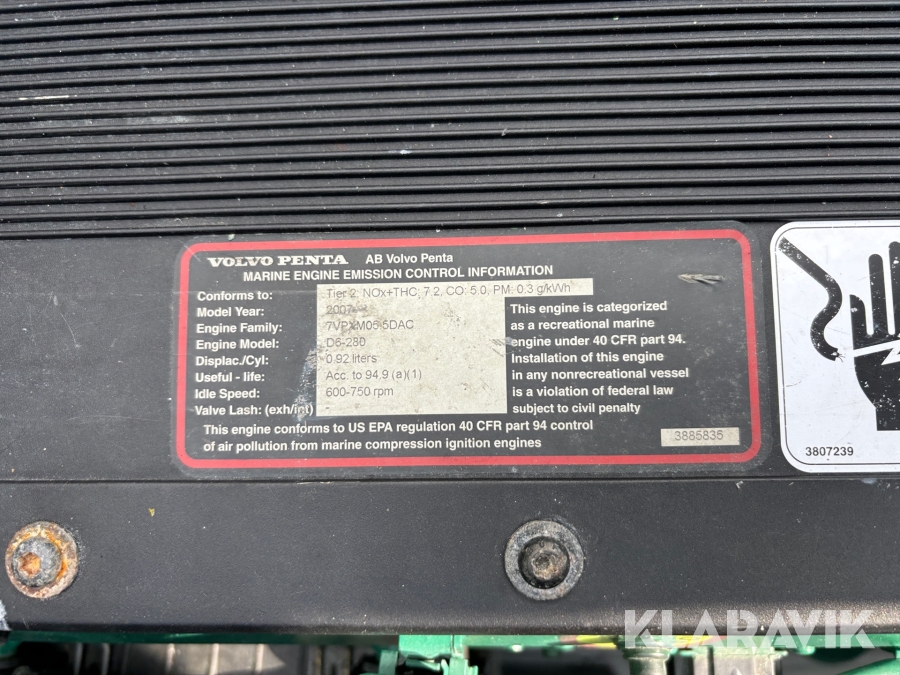 VOLVO PENTA AB Volvo Penta
MARINE ENGINE EMISSION CONTROL INFORMATION
Conforms to: Tier 2: NOx+THC: 7.2, CO: 5.0, PM: 0.3 g/kWh
Model Year: 2007
Engine Family: 7VPXM05.5DAC
Engine Model: D6-280
Displac./Cyl: 0.92 liters
Useful - life: Acc. to 94.9 (a)(1)
Idle Speed: 600-750 rpm
Valve Lash: (exh/int)
This engine is categorized
as a recreational marine
engine under 40 CFR part 94.
Installation of this engine
in any nonrecreational vessel
is a violation of federal law
subject to civil penalty
This engine conforms to US EPA regulation 40 CFR part 94 control
of air pollution from marine compression ignition engines
3885835
3807239
KLARAVIK